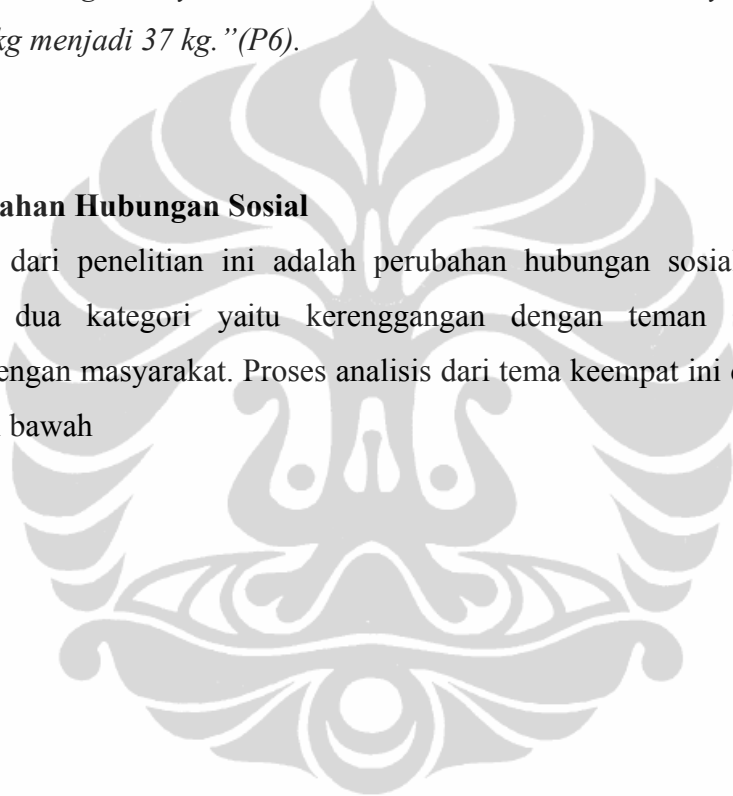 kg menjadi 37 kg.”(P6).
ahan Hubungan Sosial
dari penelitian ini adalah perubahan hubungan sosial
dua kategori yaitu kerenggangan dengan teman
engan masyarakat. Proses analisis dari tema keempat ini
bawah